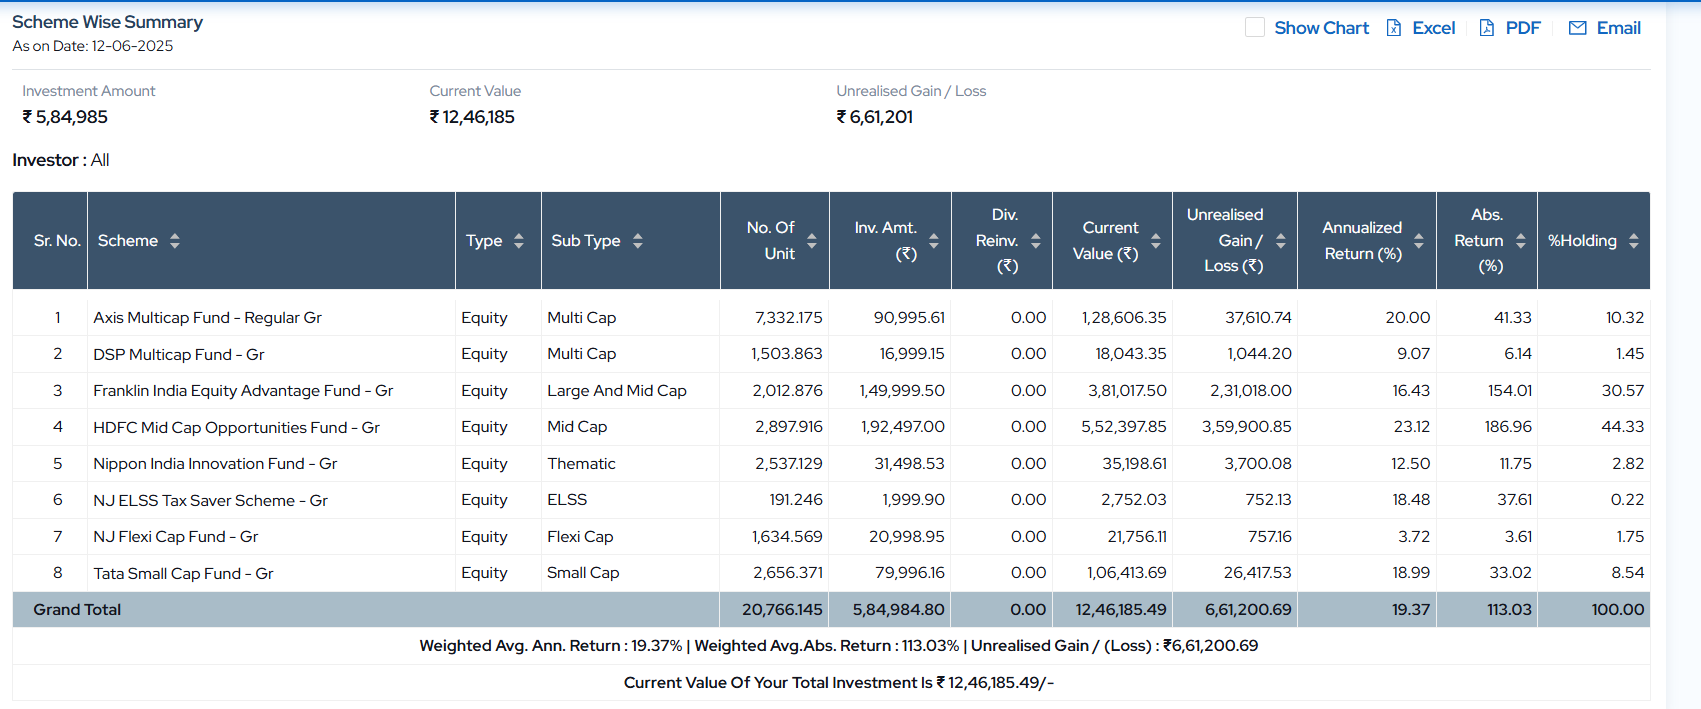 Scheme Wise Summary
As on Date: 12-06-2025
Show Chart Excel PDF Email
Investment Amount Current Value Unrealised Gain / Loss
₹ 5,84,985 ₹ 12,46,185 ₹ 6,61,201
Investor : All
Sr. No. Scheme Type Sub Type No. Of Unit Inv. Amt. (₹) Div. Reinv. (₹) Current Value (₹) Unrealised Gain / Loss (₹) Annualized Return (%) Abs. Return (%) %Holding
1 Axis Multicap Fund - Regular Gr Equity Multi Cap 7,332.175 90,995.61 0.00 1,28,606.35 37,610.74 20.00 41.33 10.32
2 DSP Multicap Fund - Gr Equity Multi Cap 1,503.863 16,999.15 0.00 18,043.35 1,044.20 9.07 6.14 1.45
3 Franklin India Equity Advantage Fund - Gr Equity Large And Mid Cap 2,012.876 1,49,999.50 0.00 3,81,017.50 2,31,018.00 16.43 154.01 30.57
4 HDFC Mid Cap Opportunities Fund - Gr Equity Mid Cap 2,897.916 1,92,497.00 0.00 5,52,397.85 3,59,900.85 23.12 186.96 44.33
5 Nippon India Innovation Fund - Gr Equity Thematic 2,537.129 31,498.53 0.00 35,198.61 3,700.08 12.50 11.75 2.82
6 NJ ELSS Tax Saver Scheme - Gr Equity ELSS 191.246 1,999.90 0.00 2,752.03 752.13 18.48 37.61 0.22
7 NJ Flexi Cap Fund - Gr Equity Flexi Cap 1,634.569 20,998.95 0.00 21,756.11 757.16 3.72 3.61 1.75
8 Tata Small Cap Fund - Gr Equity Small Cap 2,656.371 79,996.16 0.00 1,06,413.69 26,417.53 18.99 33.02 8.54
Grand Total 20,766.145 5,84,984.80 0.00 12,46,185.49 6,61,200.69 19.37 113.03 100.00
Weighted Avg. Ann. Return : 19.37% | Weighted Avg.Abs. Return : 113.03% | Unrealised Gain / (Loss) : ₹6,61,200.69
Current Value Of Your Total Investment Is ₹ 12,46,185.49/-